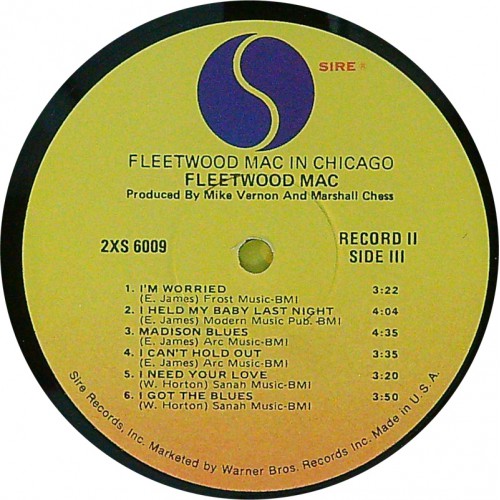 SIRE ®
FLEETWOOD MAC IN CHICAGO
FLEETWOOD MAC
Produced By Mike Vernon And Marshall Chess
2XS 6009
RECORD II
SIDE III
1. I'M WORRIED 3:22
(E. James) Frost Music-BMI
2. I HELD MY BABY LAST NIGHT 4:04
(E. James) Modern Music Pub.-BMI
3. MADISON BLUES 4:35
(E. James) Arc Music-BMI
4. I CAN'T HOLD OUT 3:35
(E. James) Arc Music-BMI
5. I NEED YOUR LOVE 3:20
(W. Horton) Sanah Music-BMI
6. I GOT THE BLUES 3:50
(W. Horton) Sanah Music-BMI
Sire Records, Inc. Marketed by Warner Bros. Records Inc. Made in U.S.A.